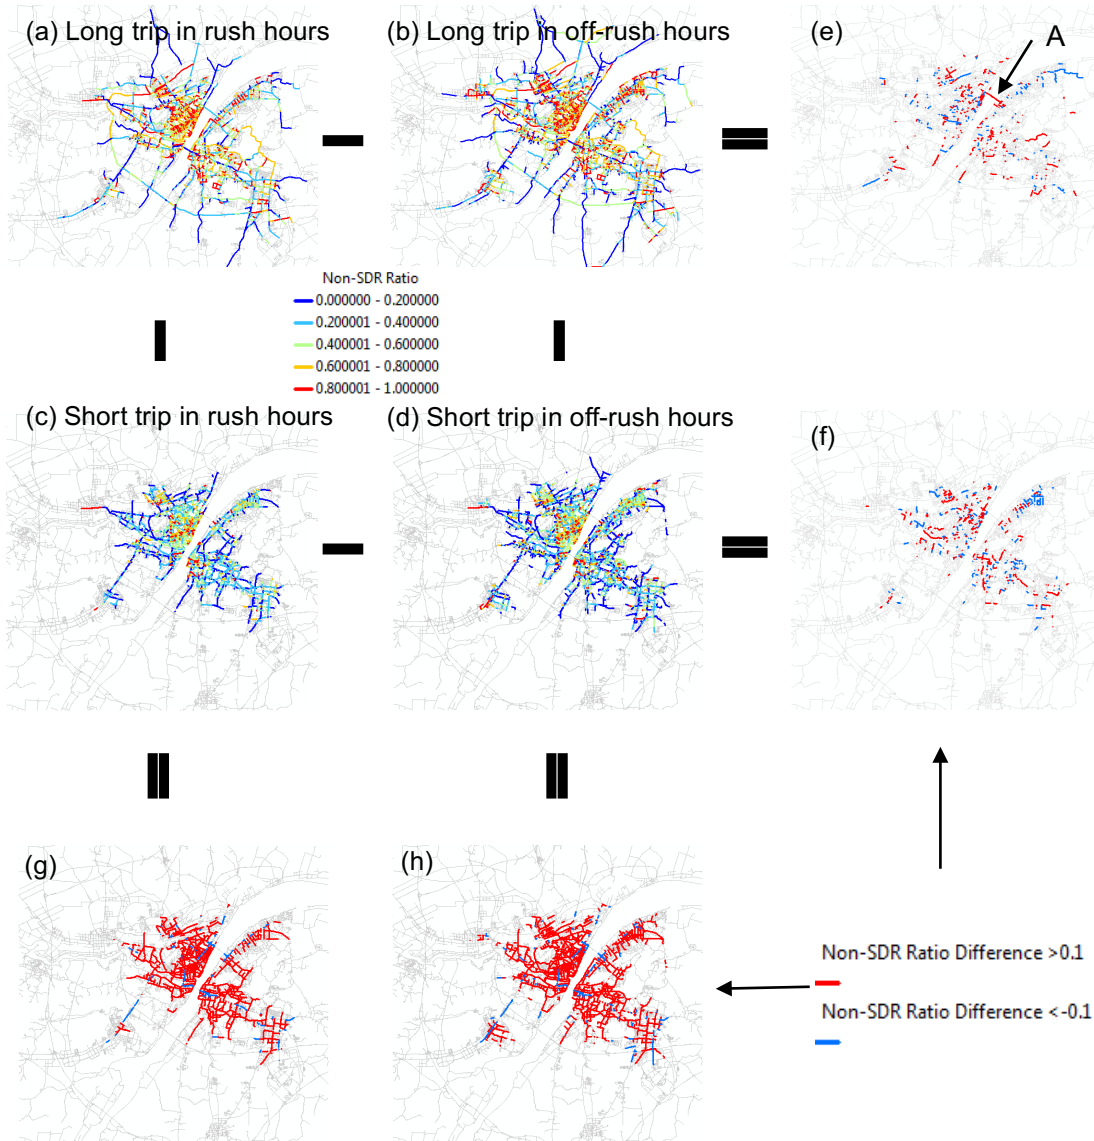 (a) Long trip in rush hours
(b) Long trip in off-rush hours
(e)
A
Non-SDR Ratio
0.000000 - 0.200000
0.200001 - 0.400000
0.400001 - 0.600000
0.600001 - 0.800000
0.800001 - 1.000000
(c) Short trip in rush hours
(d) Short trip in off-rush hours
(f)
(g)
(h)
Non-SDR Ratio Difference >0.1
Non-SDR Ratio Difference <-0.1